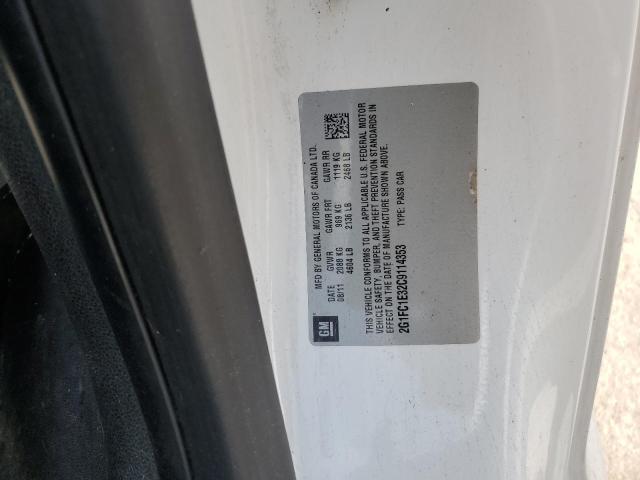 GM
MFD BY GENERAL MOTORS OF CANADA LTD.
DATE GVWR GAWR FRT GAWR RR
08/11 2088 KG 969 KG 1119 KG
4604 LB 2136 LB 2468 LB
THIS VEHICLE CONFORMS TO ALL APPLICABLE U.S. FEDERAL MOTOR
VEHICLE SAFETY, BUMPER, AND THEFT PREVENTION STANDARDS IN
EFFECT ON THE DATE OF MANUFACTURE SHOWN ABOVE.
2G1FC1E32C9114353 TYPE: PASS CAR